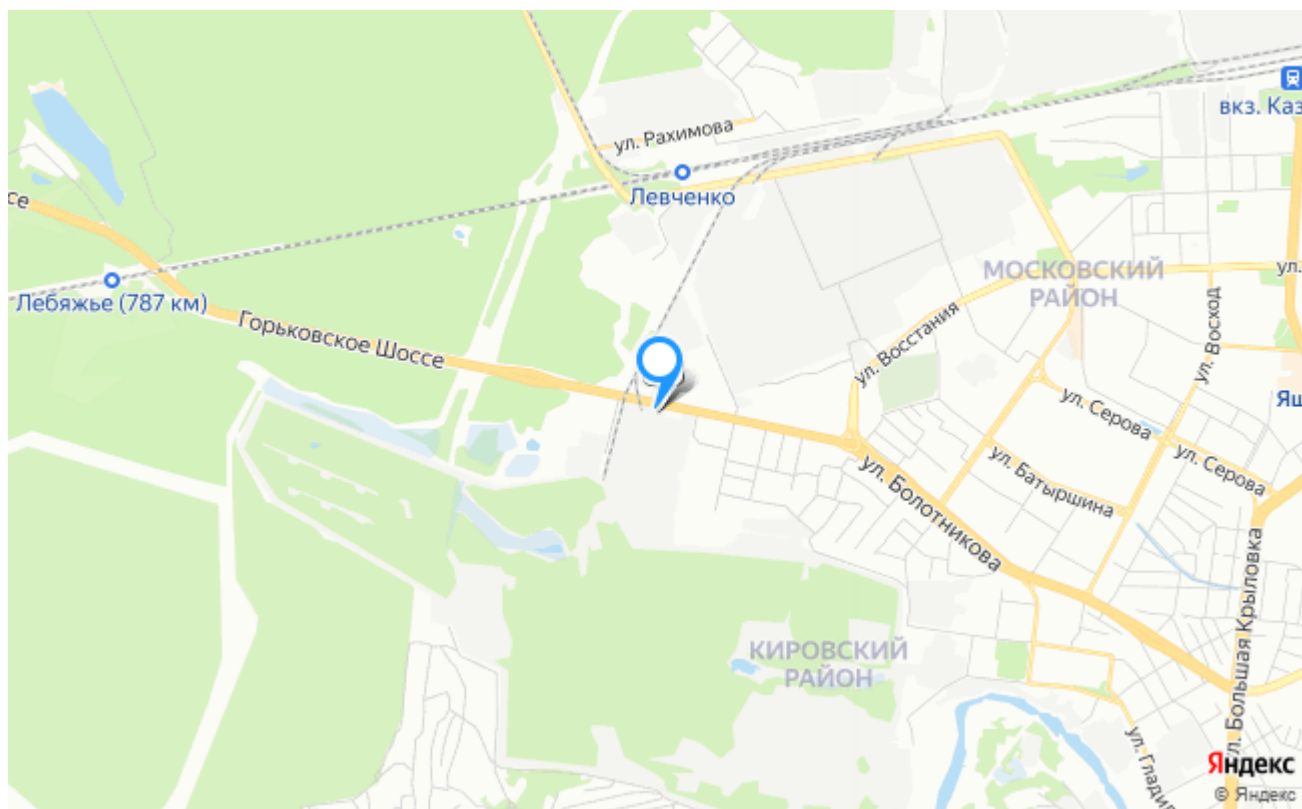 ул. Рахимова
вкз. Каз
Левченко
се
МОСКОВСКИЙ
РАЙОН
ул.
Лебяжье (787 км)
Горьковское Шоссе
ул. Восстания
ул. Восход
ул. Серова
Яш
ул. Серова
ул. Батыршина
ул. Болотникова
ул. Большая Крыловка
КИРОВСКИЙ
РАЙОН
ул. Гладил
Яндекс
© Яндекс